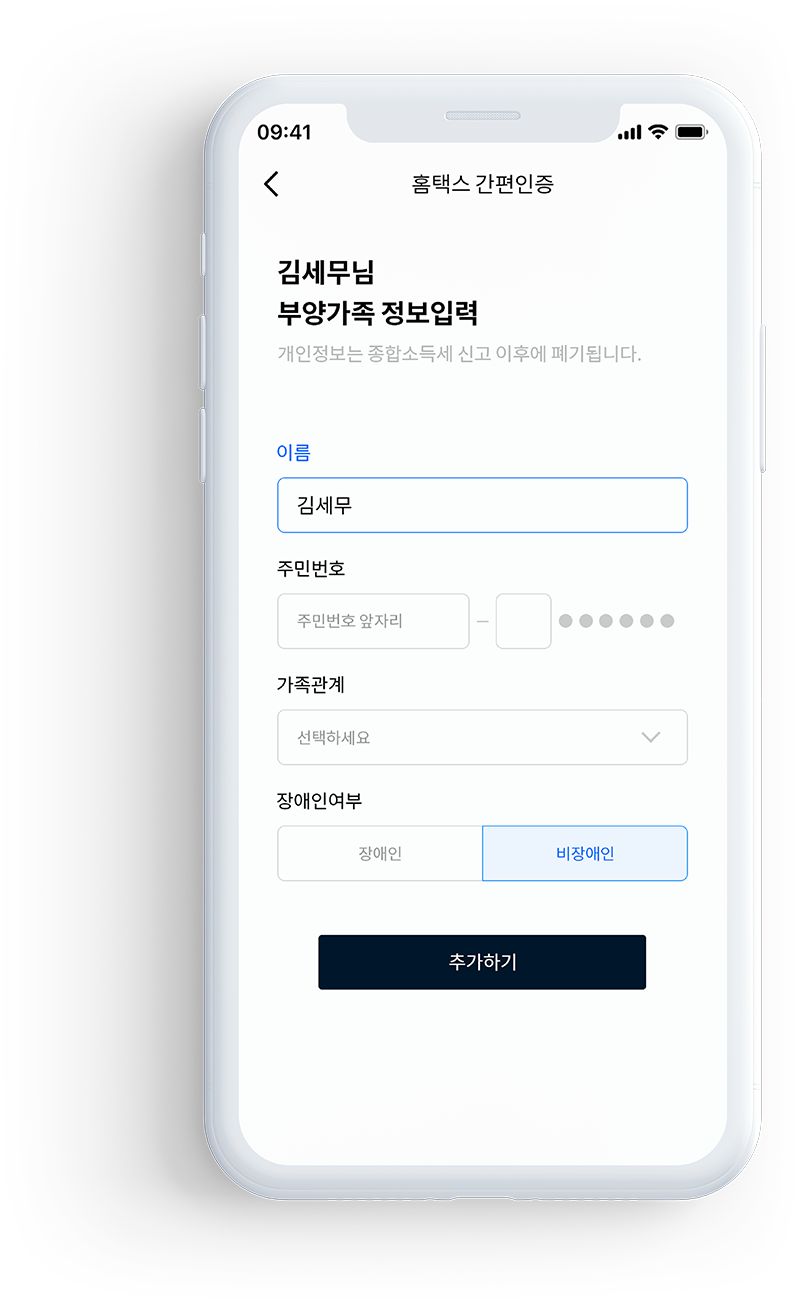 09:41
홈택스 간편인증
김세무님
부양가족 정보입력
개인정보는 종합소득세 신고 이후에 폐기됩니다.
이름
김세무
주민번호
주민번호 앞자리 – ●●●●●●
가족관계
선택하세요
장애인여부
장애인 비장애인
추가하기